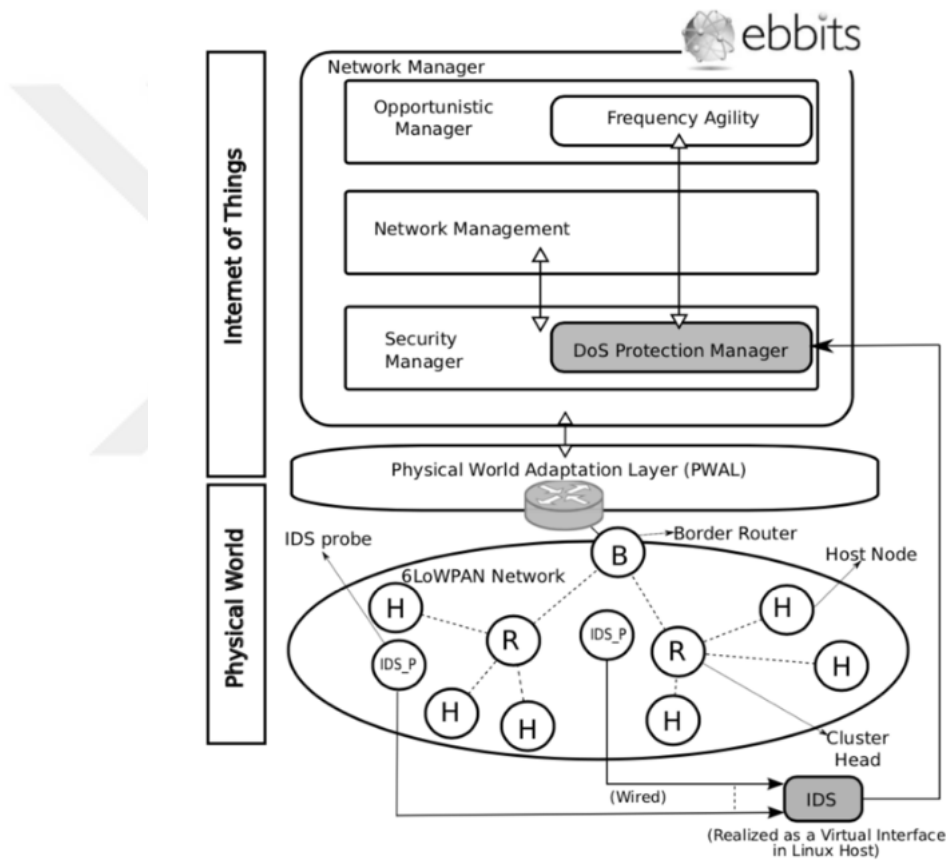 ebbits
Network Manager
Opportunistic
Manager
Frequency Agility
Network Management
Security
Manager
DoS Protection Manager
Internet of Things
Physical World Adaptation Layer (PWAL)
Physical World
IDS probe
B
Border Router
Host Node
6LoWPAN Network
H
H
R
IDS_P
R
IDS_P
H
H
H
H
Cluster
Head
(Wired)
IDS
(Realized as a Virtual Interface
in Linux Host)